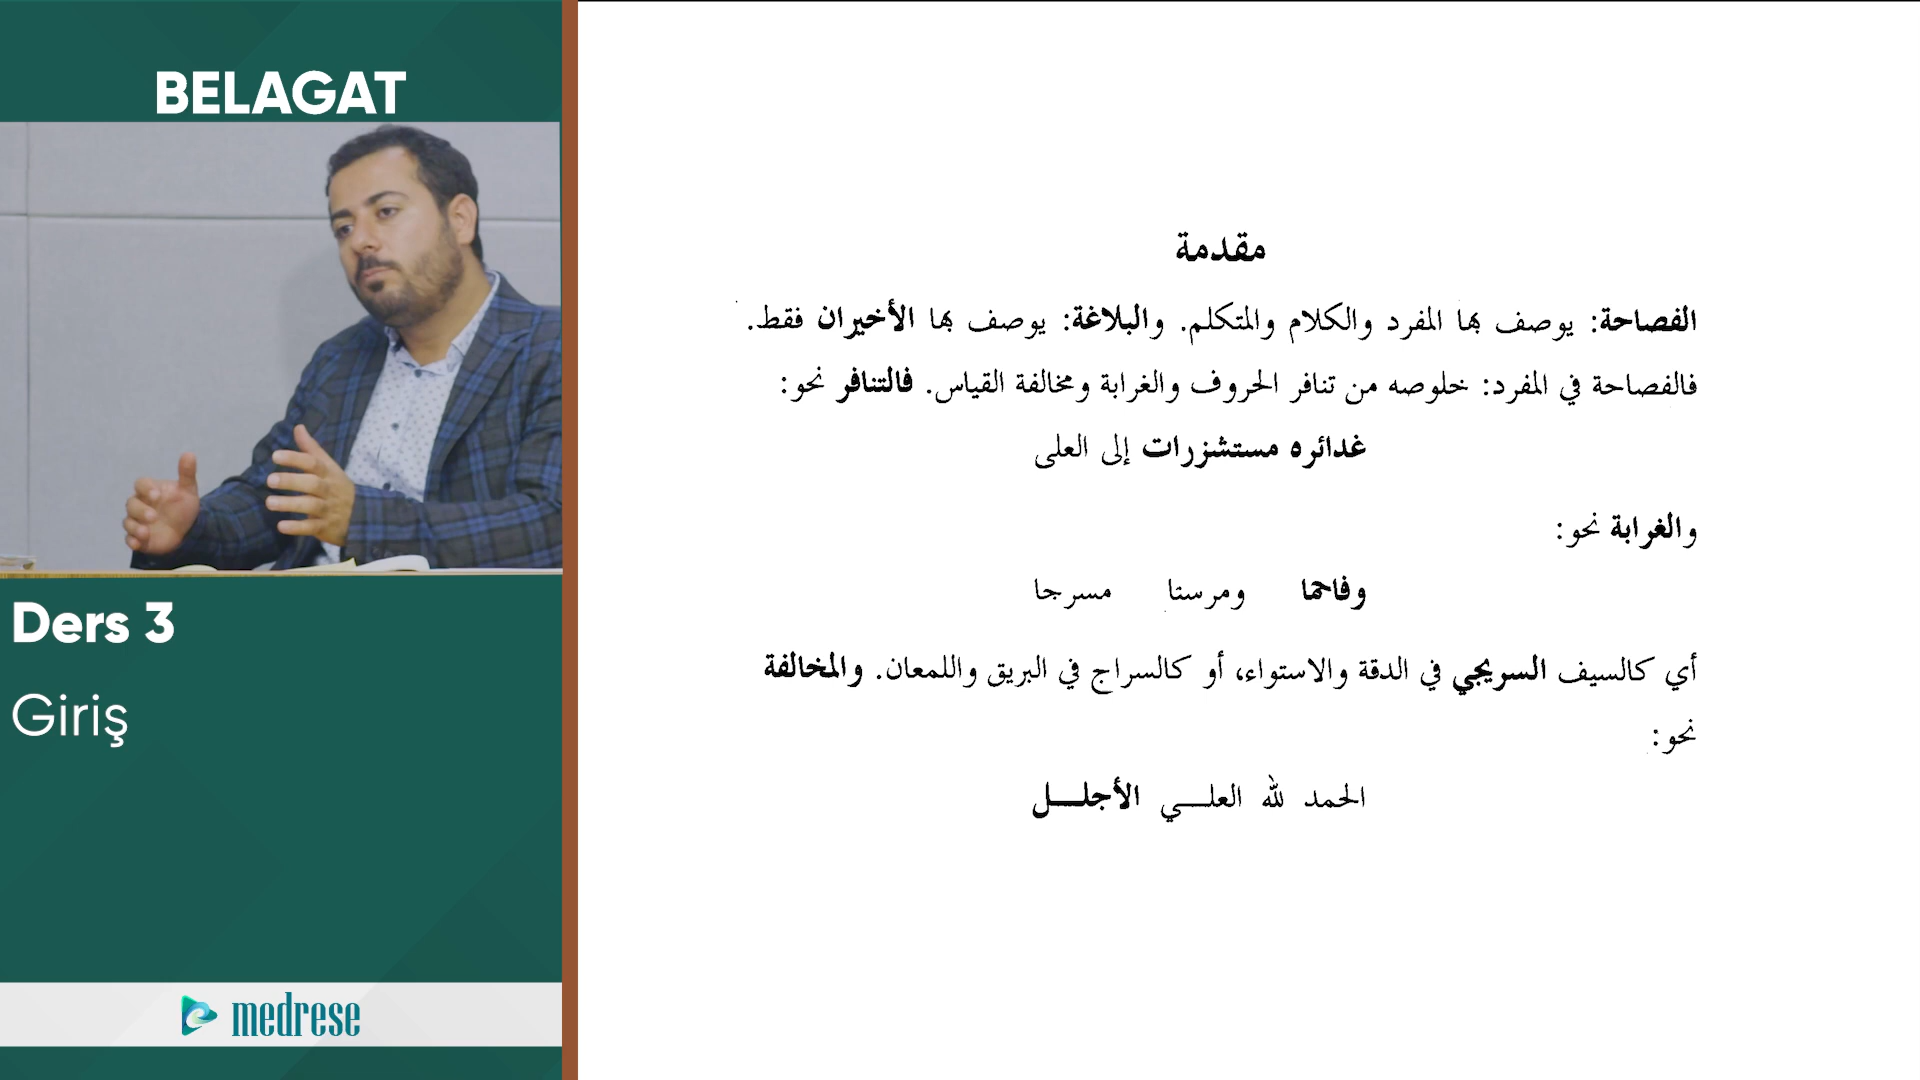 BELAGAT
Ders 3
Giriş
medrese
مقدمة
الفصاحة: يوصف بها المفرد والكلام والمتكلم. والبلاغة: يوصف بها الأخيران فقط.
فالفصاحة في المفرد: خلوصه من تنافر الحروف والغرابة ومخالفة القياس. فالتنافر نحو:
غدائره مستشزرات إلى العلى
والغرابة نحو:
وفاحما ومرسنا مسرجا
أي كالسيف السريجي في الدقة والاستواء، أو كالسراج في البريق واللمعان. والمخالفة
نحو:
الحمد لله العلـــي الأجلـــل